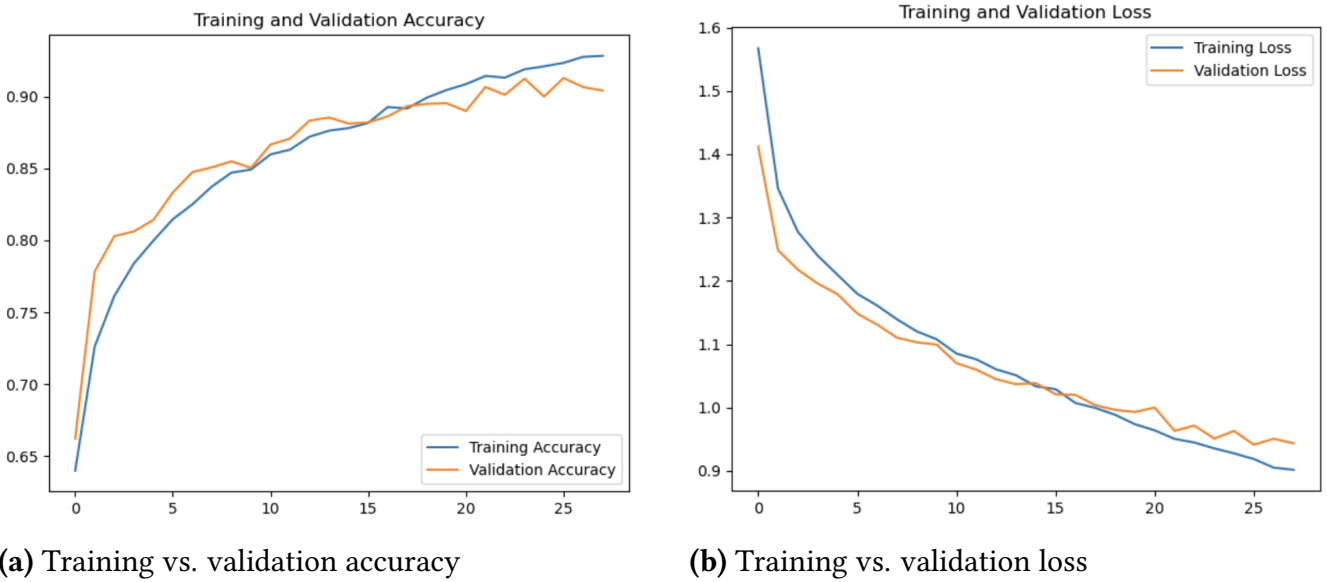 Training and Validation Accuracy
0.90
0.85
0.80
0.75
0.70
0.65
Training Accuracy
Validation Accuracy
0 5 10 15 20 25
(a) Training vs. validation accuracy
Training and Validation Loss
1.6
1.5
1.4
1.3
1.2
1.1
1.0
0.9
Training Loss
Validation Loss
0 5 10 15 20 25
(b) Training vs. validation loss